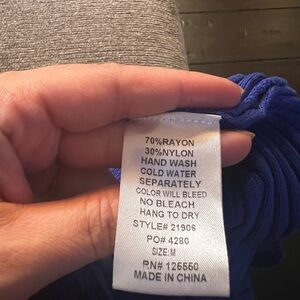 70%RAYON
30%NYLON
HAND WASH
COLD WATER
SEPARATELY
COLOR WILL BLEED
NO BLEACH
HANG TO DRY
STYLE# 21906
PO# 4280
SIZE:M
RN# 125550
MADE IN CHINA